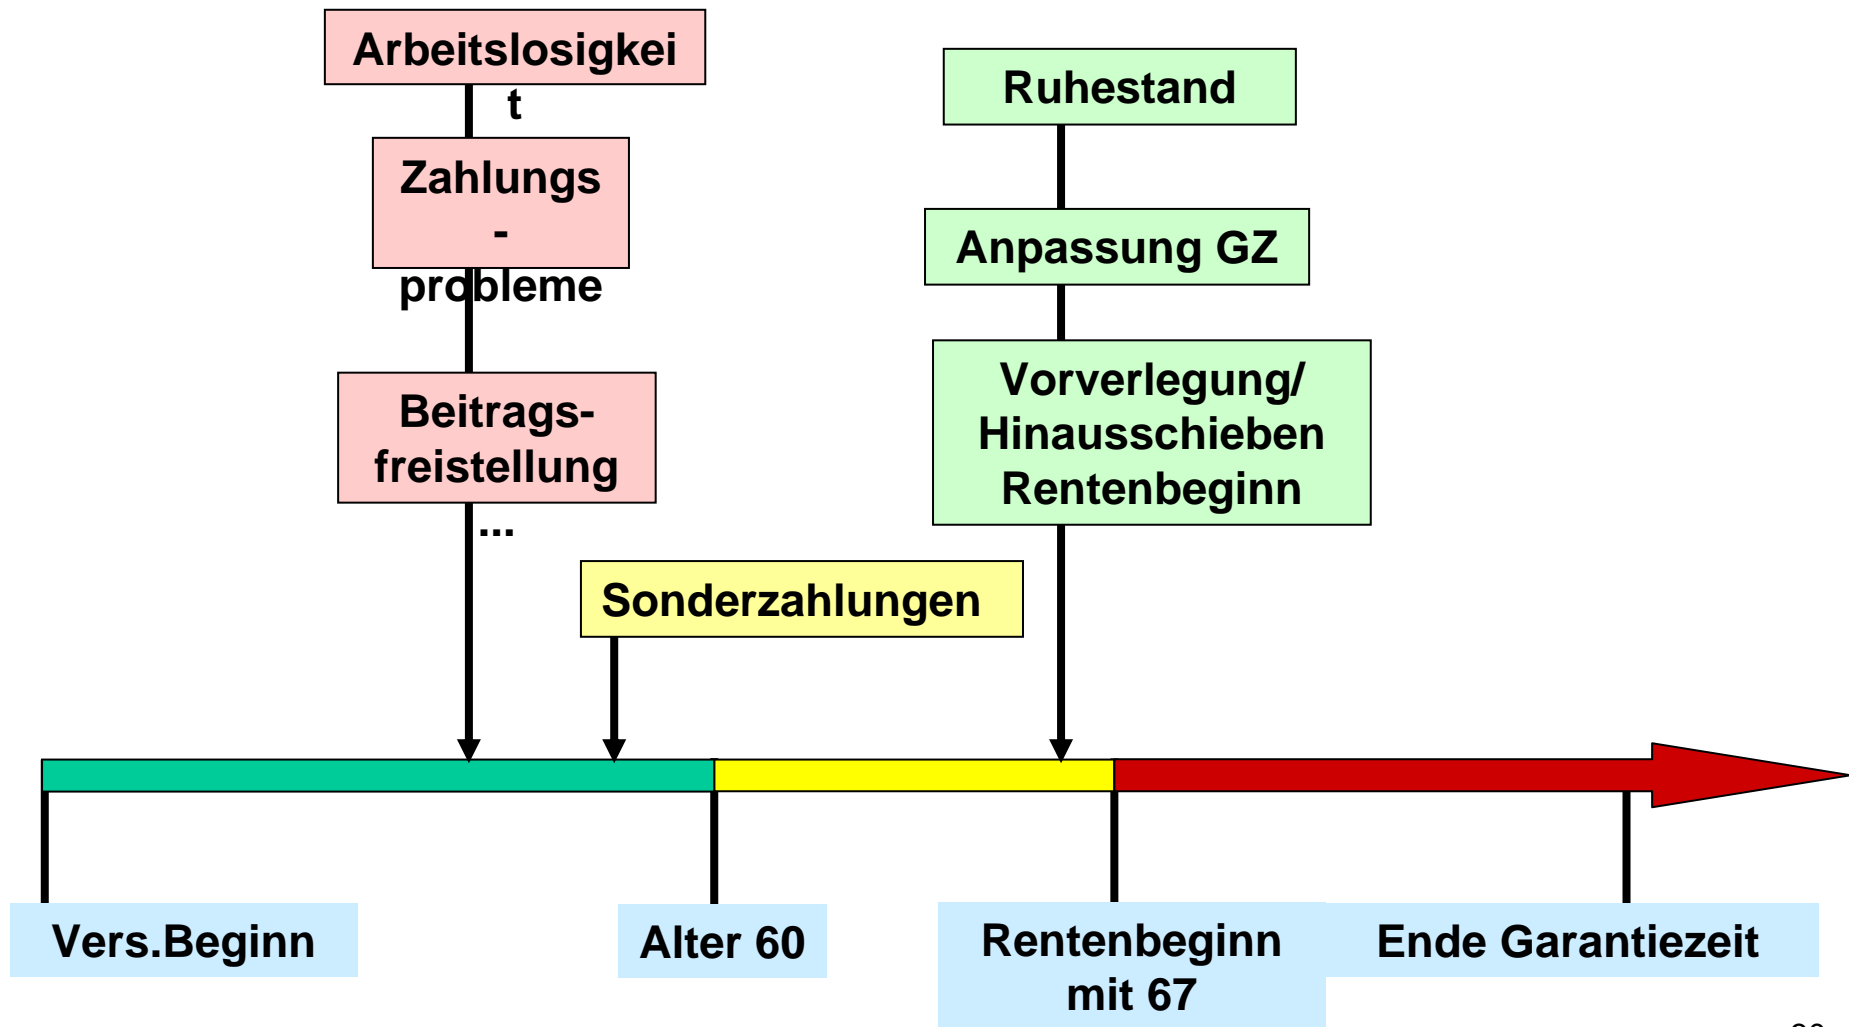 Arbeitslosigkei
t
Zahlungs
-
probleme
Beitrags-
freistellung
...
Ruhestand
Anpassung GZ
Vorverlegung/
Hinausschieben
Rentenbeginn
Sonderzahlungen
Vers.Beginn
Alter 60
Rentenbeginn
mit 67
Ende Garantiezeit